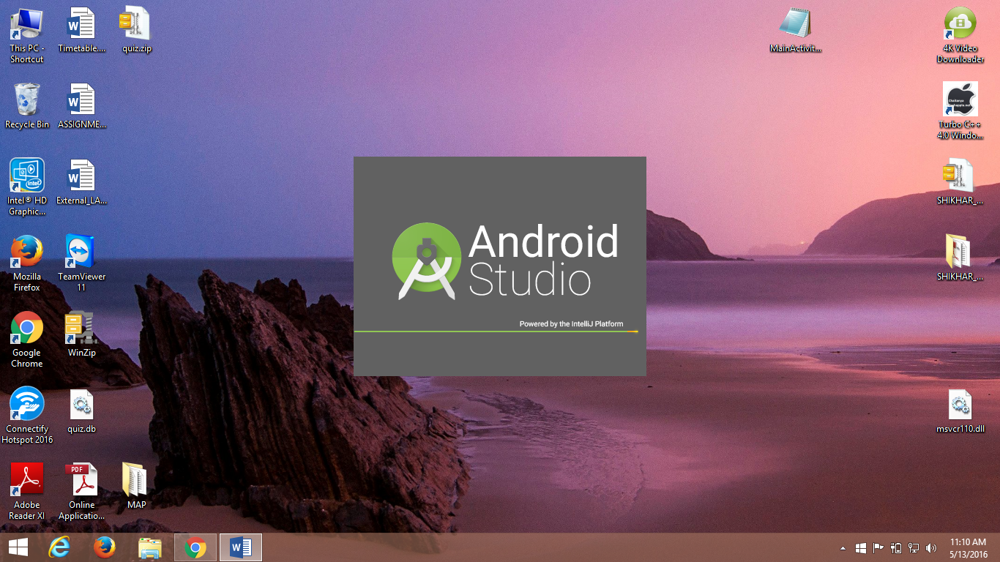 This PC -
Shortcut
Timetable....
quiz.zip
MainActivit...
4K Video
Downloader
Recycle Bin
ASSIGNME...
Turbo C++
4.0 Windo...
Intel® HD
Graphic...
External_LA...
SHIKHAR_...
Android
Studio
Powered by the IntelliJ Platform
Mozilla
Firefox
TeamViewer
11
SHIKHAR_...
Google
Chrome
WinZip
Connectify
Hotspot 2016
quiz.db
msvcr110.dll
Adobe
Reader XI
PDF
Online
Applicatio...
MAP
11:10 AM
5/13/2016